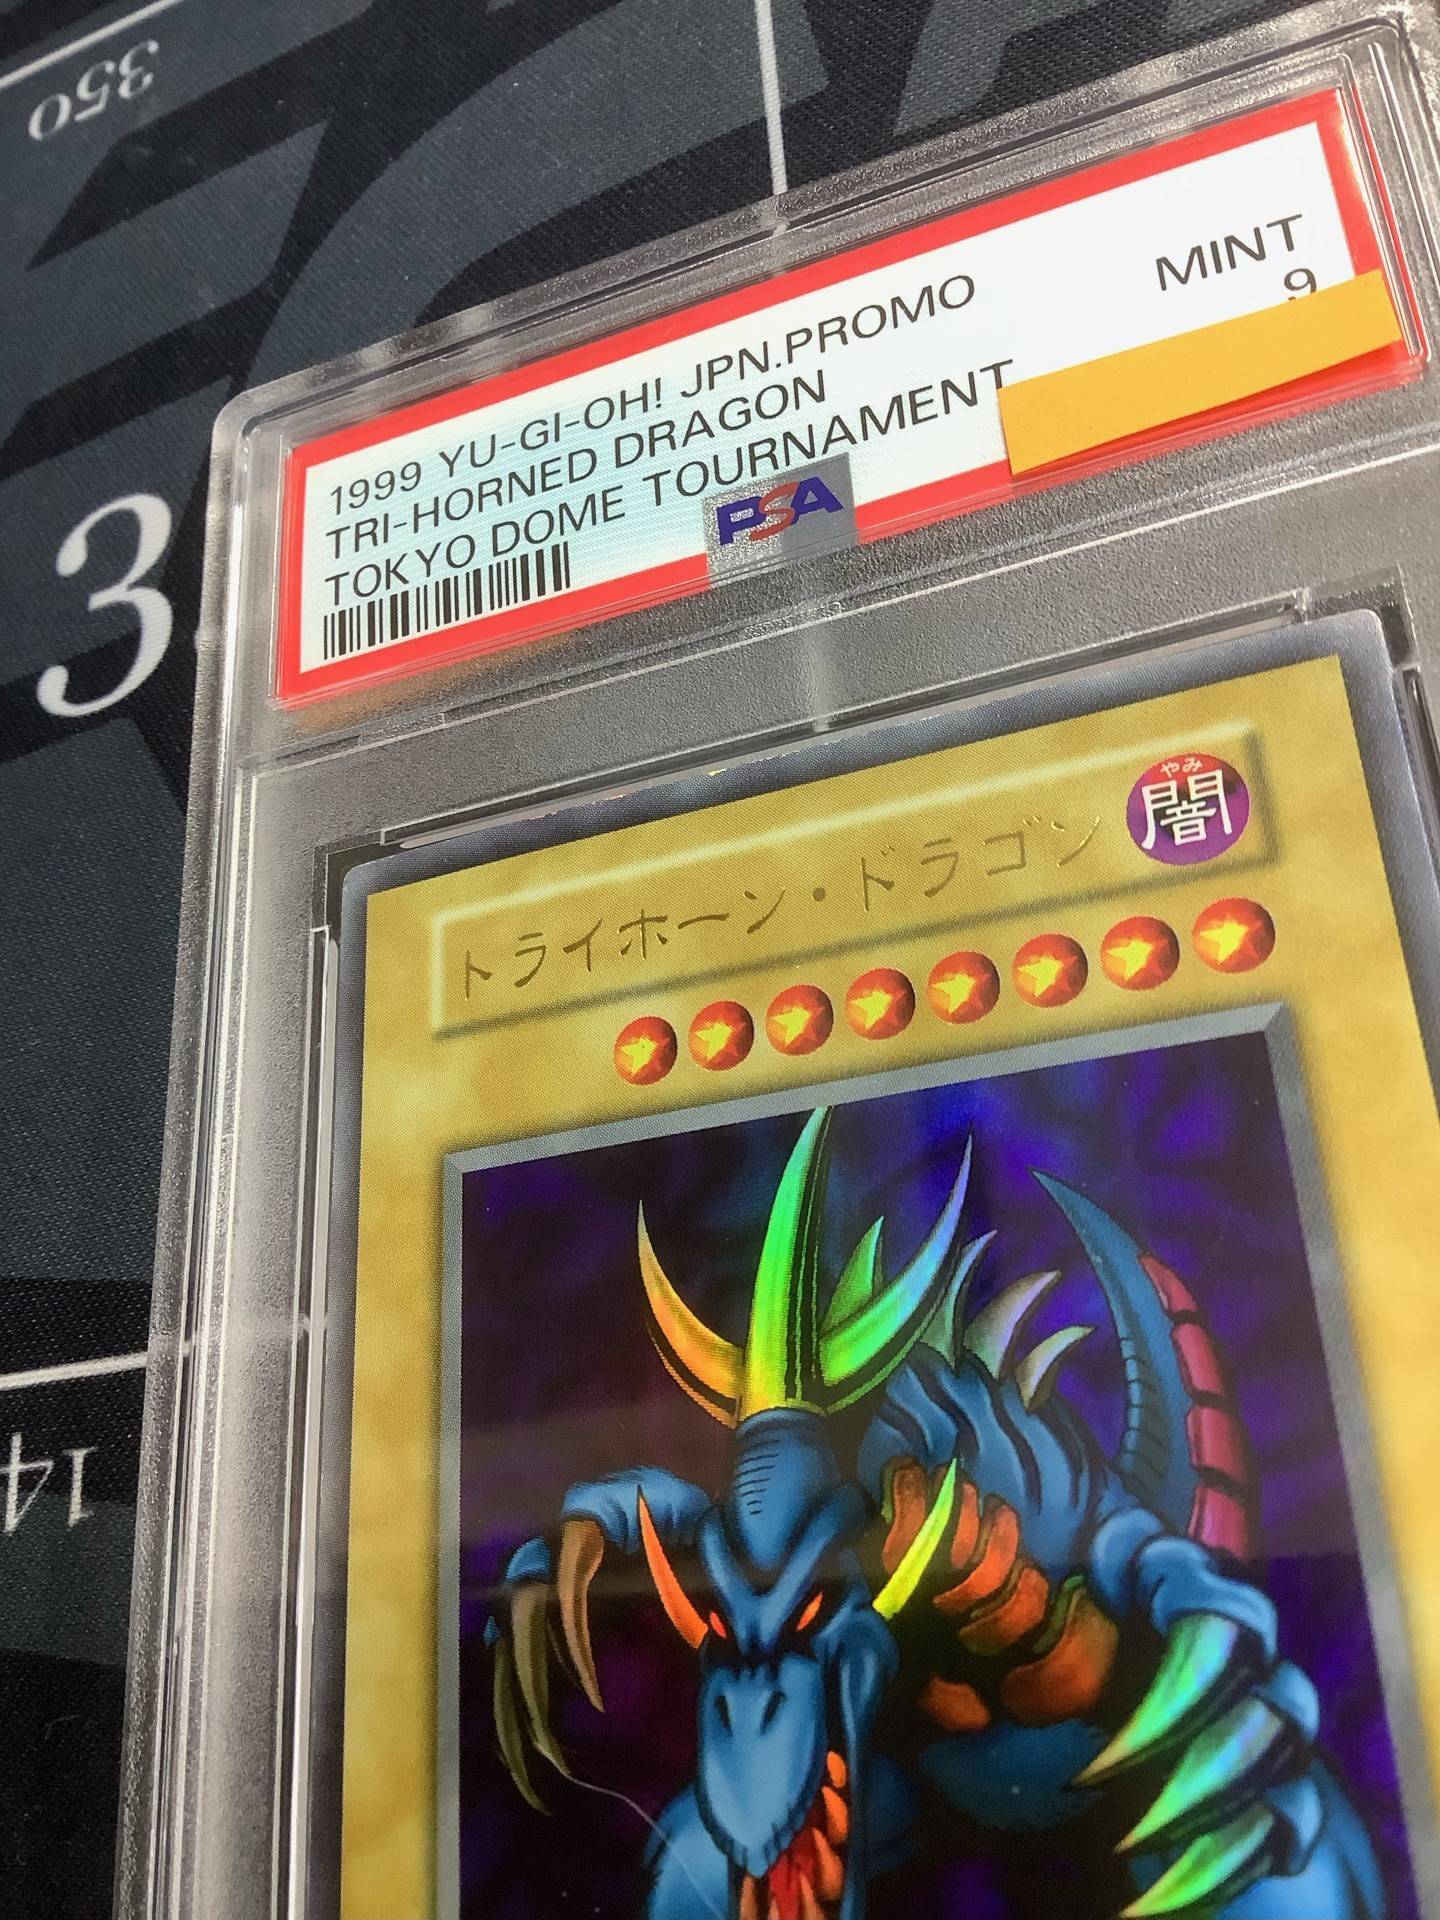 350
1999 YU-GI-OH! JPN.PROMO
MINT
TRI-HORNED DRAGON
9
TOKYO DOME TOURNAMENT
PSA
3
トライホーン・ドラゴン
やみ
闇
14